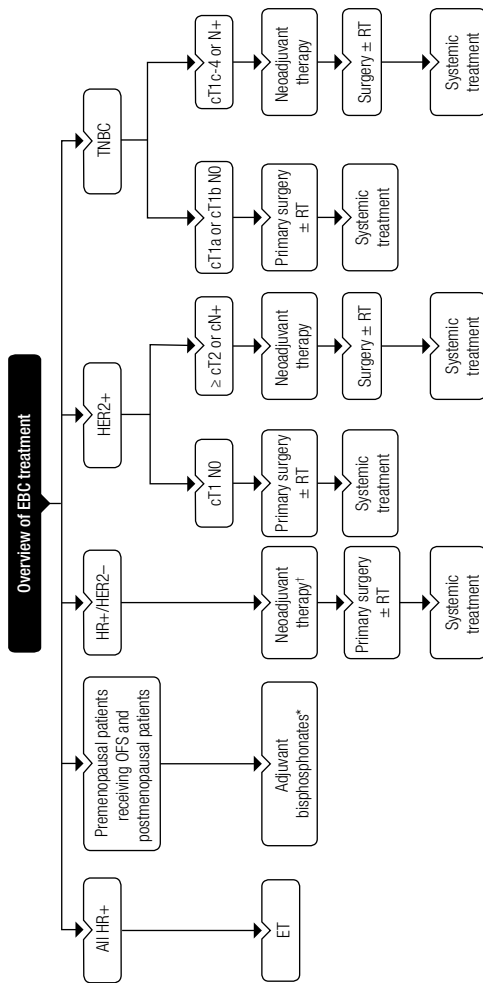 Overview of EBC treatment
All HR+
ET
Premenopausal patients
receiving OFS and
postmenopausal patients
Adjuvant
bisphosphonates*
HR+/HER2–
Neoadjuvant
therapy†
Primary surgery
± RT
Systemic
treatment
HER2+
cT1 N0
Primary surgery
± RT
Systemic
treatment
≥ cT2 or cN+
Neoadjuvant
therapy
Surgery ± RT
Systemic
treatment
TNBC
cT1a or cT1b N0
Primary surgery
± RT
Systemic
treatment
cT1c-4 or N+
Neoadjuvant
therapy
Surgery ± RT
Systemic
treatment